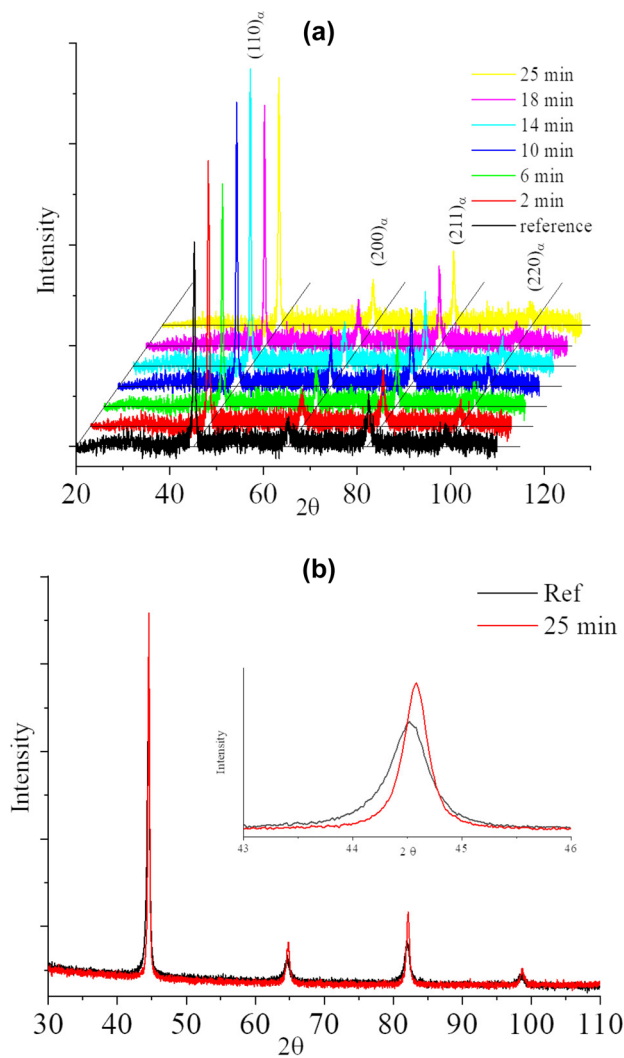 (a)
(110)α
25 min
18 min
14 min
10 min
6 min
2 min
reference
(200)α
(211)α
(220)α
Intensity
20 40 60 80 100 120
2θ
(b)
Ref
25 min
Intensity
Intensity
43 44 45 46
2 θ
30 40 50 60 70 80 90 100 110
2θ